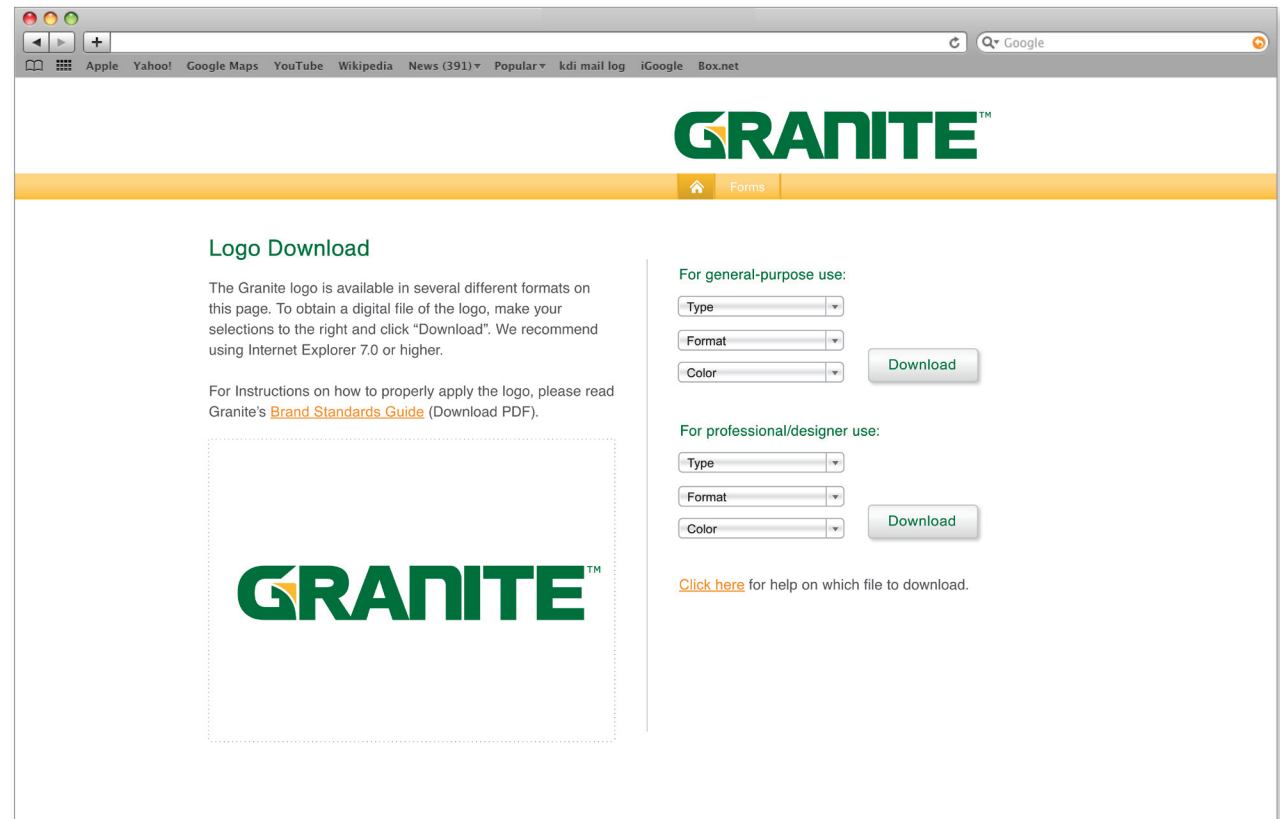 Google
Apple Yahoo! Google Maps YouTube Wikipedia News (391) Popular kdi mail log iGoogle Box.net
GRANITE™
Forms
Logo Download
The Granite logo is available in several different formats on
this page. To obtain a digital file of the logo, make your
selections to the right and click “Download”. We recommend
using Internet Explorer 7.0 or higher.
For Instructions on how to properly apply the logo, please read
Granite's Brand Standards Guide (Download PDF).
GRANITE™
For general-purpose use:
Type
Format
Color
Download
For professional/designer use:
Type
Format
Color
Download
Click here for help on which file to download.